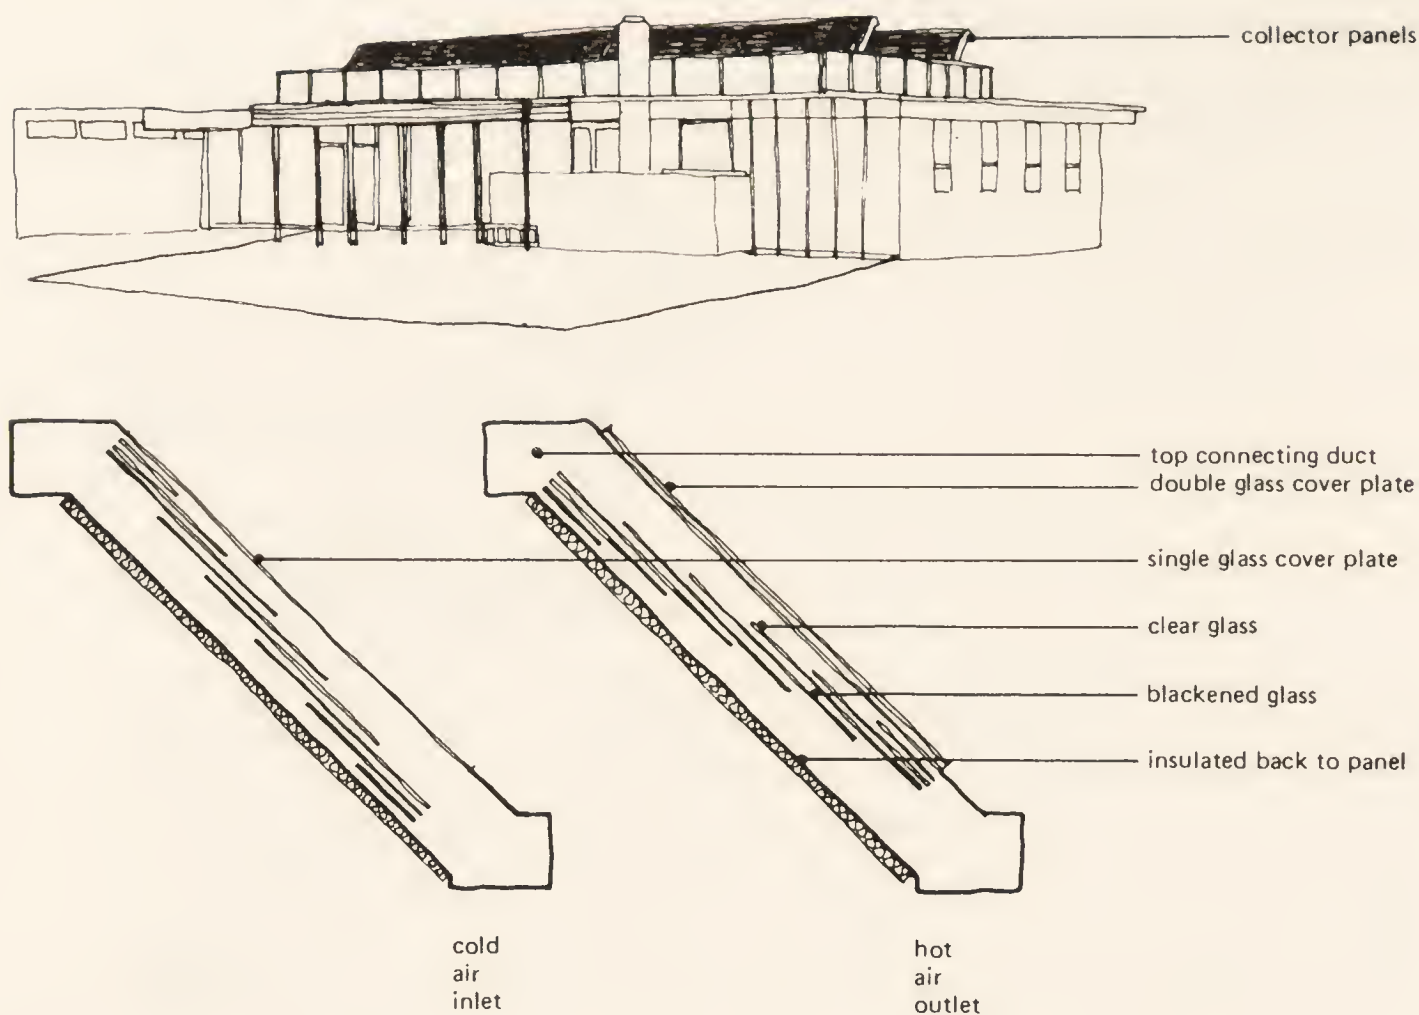 collector panels
top connecting duct
double glass cover plate
single glass cover plate
clear glass
blackened glass
insulated back to panel
cold
air
inlet
hot
air
outlet